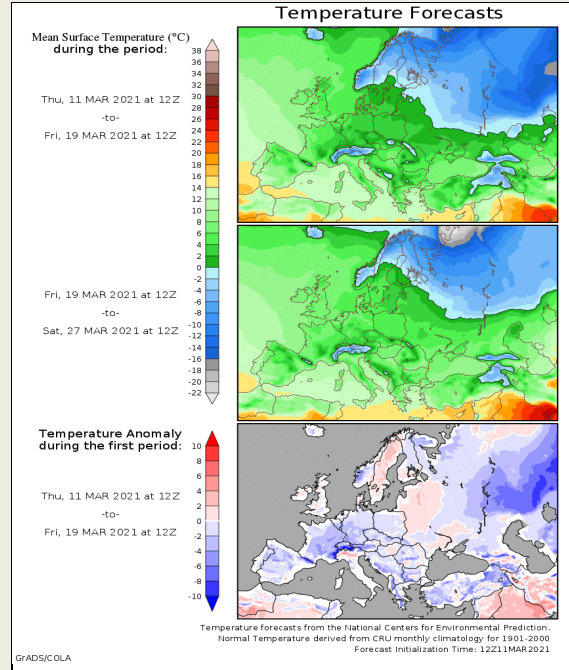 Temperature Forecasts
Mean Surface Temperature (°C)
during the period:
Thu, 11 MAR 2021 at 12Z
-to-
Fri, 19 MAR 2021 at 12Z
38
36
34
32
30
28
26
24
22
20
18
16
14
12
10
8
6
4
2
0
-2
-4
-6
-8
-10
-12
-14
-16
-18
-20
-22
Fri, 19 MAR 2021 at 12Z
-to-
Sat, 27 MAR 2021 at 12Z
Temperature Anomaly
during the first period:
Thu, 11 MAR 2021 at 12Z
-to-
Fri, 19 MAR 2021 at 12Z
10
8
6
4
2
0
-2
-4
-6
-8
-10
Temperature forecasts from the National Centers for Environmental Prediction.
Normal Temperature derived from CRU monthly climatology for 1901-2000
Forecast Initialization Time: 12Z11MAR2021
GrADS/COLA